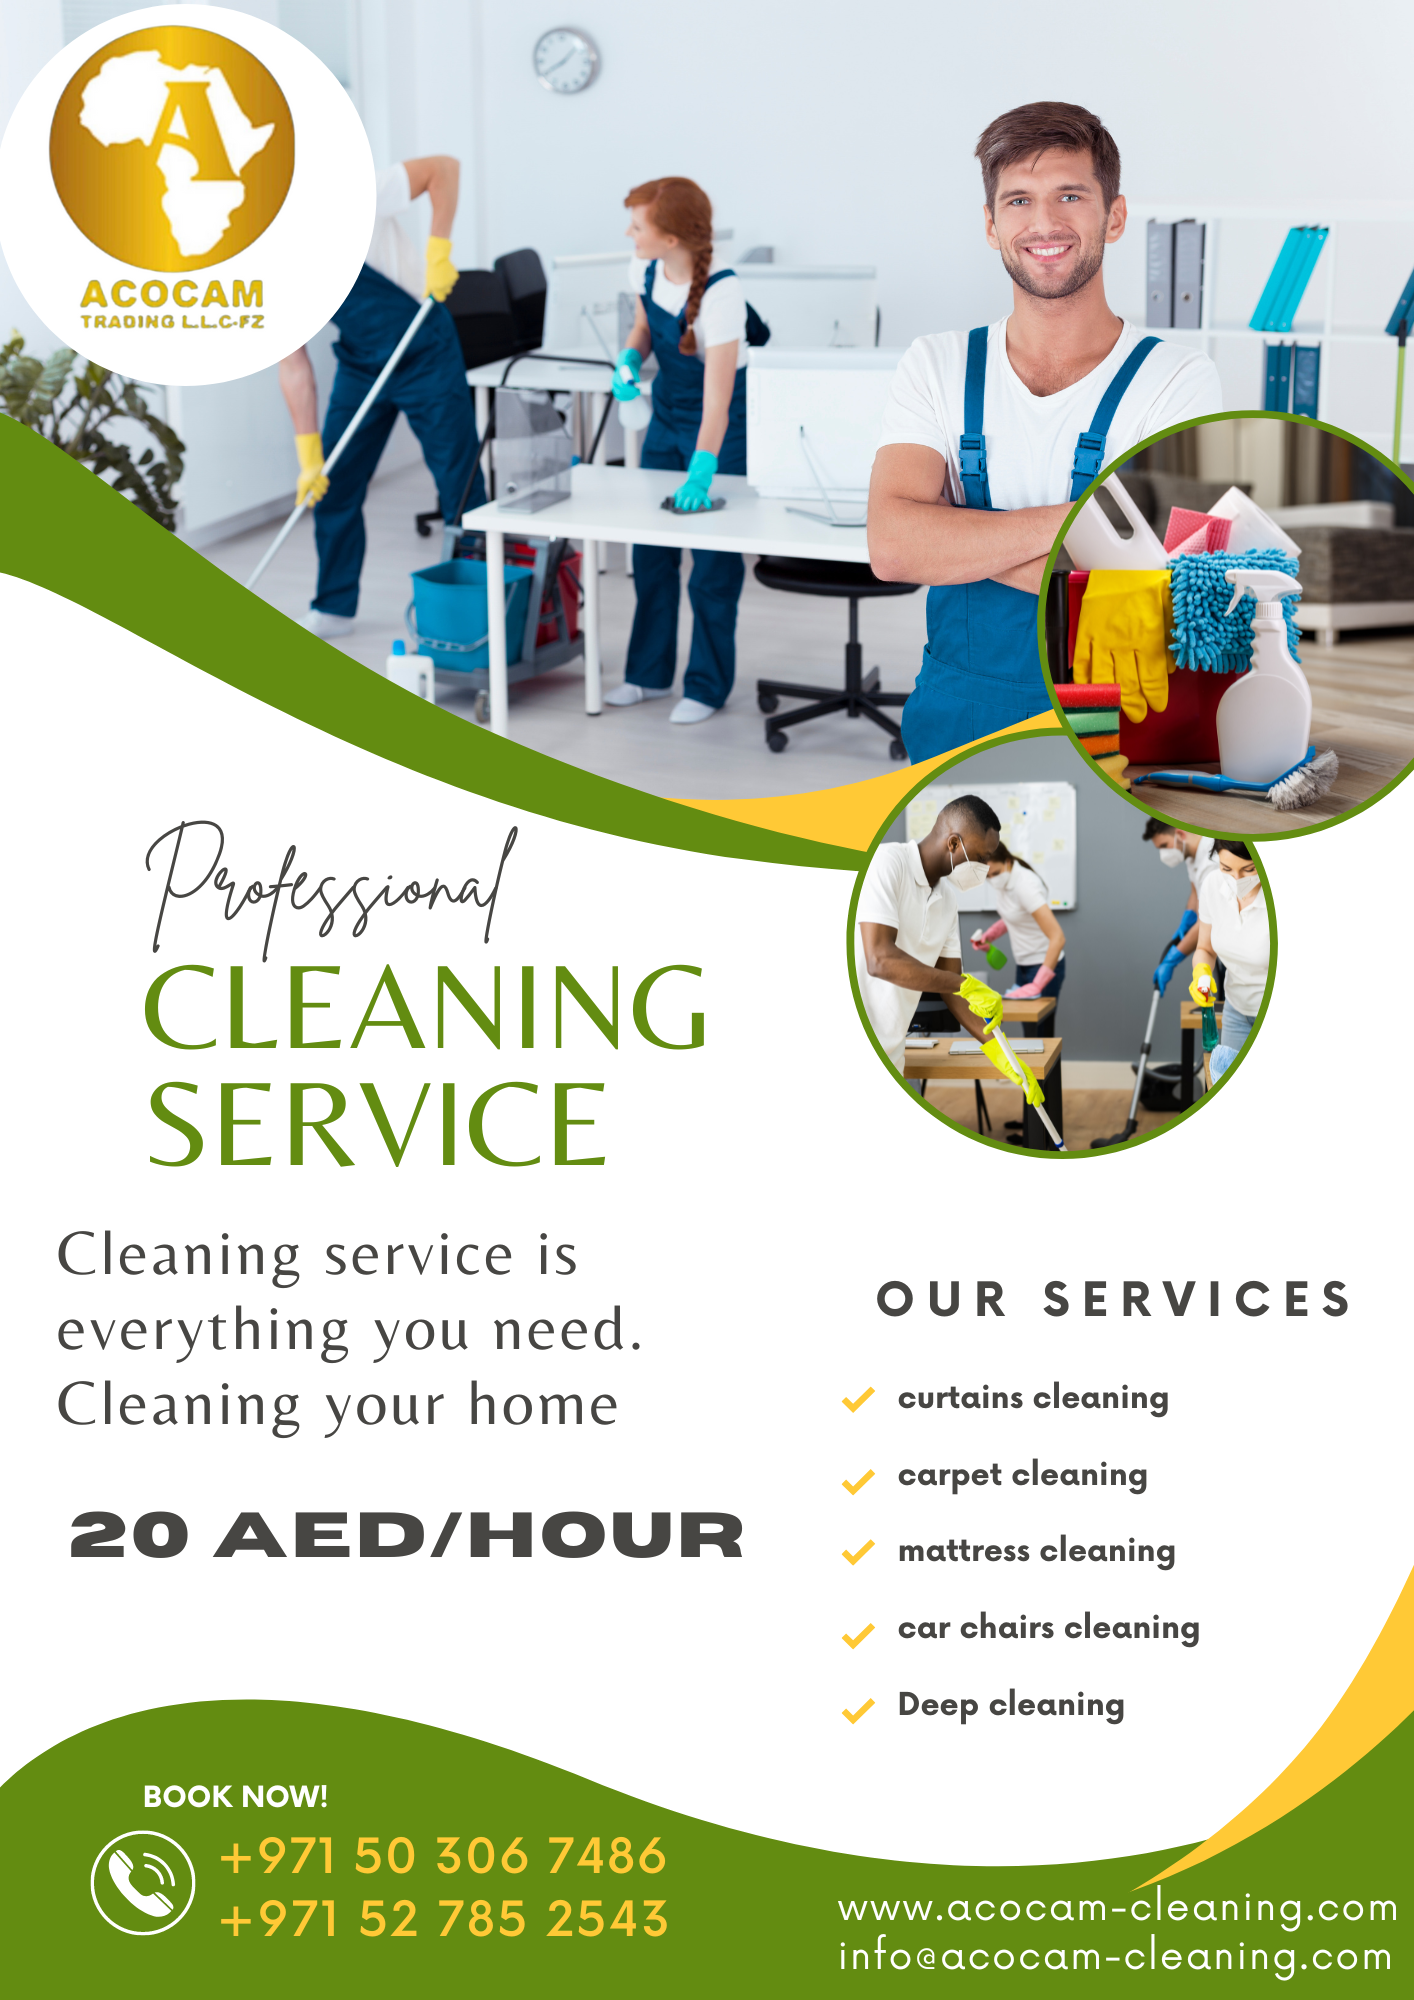 A
ACOCAM
TRADING L.L.C-FZ
Professional
CLEANING
SERVICE
Cleaning service is
everything you need.
Cleaning your home
20 AED/HOUR
OUR SERVICES
curtains cleaning
carpet cleaning
mattress cleaning
car chairs cleaning
Deep cleaning
BOOK NOW!
+971 50 306 7486
+971 52 785 2543
www.acocam-cleaning.com
info@acocam-cleaning.com